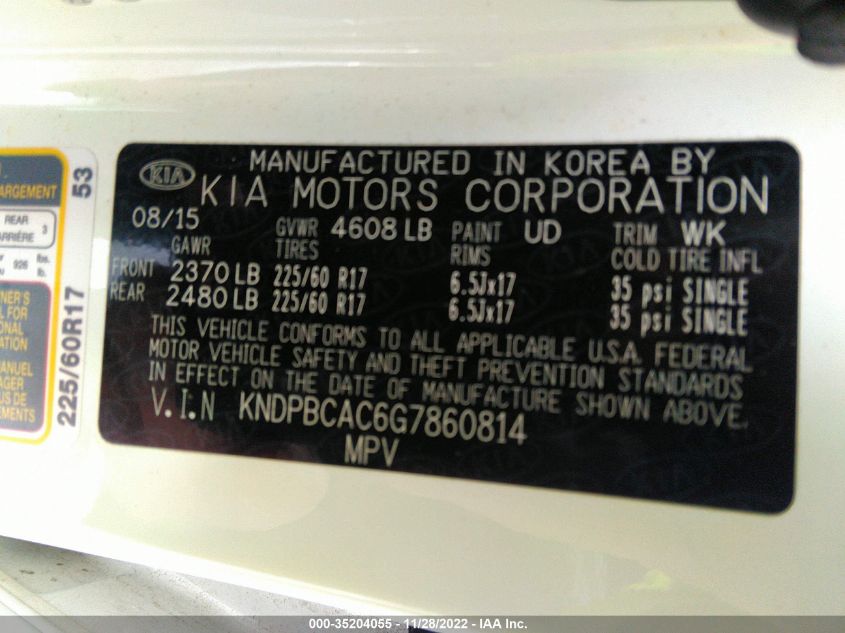 MANUFACTURED IN KOREA BY
KIA KIA MOTORS CORPORATION
08/15 GVWR 4608 LB PAINT UD TRIM WK
GAWR TIRES RIMS COLD TIRE INFL
FRONT 2370 LB 225/60 R17 6.5Jx17 35 psi SINGLE
REAR 2480 LB 225/60 R17 6.5Jx17 35 psi SINGLE
THIS VEHICLE CONFORMS TO ALL APPLICABLE U.S.A. FEDERAL
MOTOR VEHICLE SAFETY AND THEFT PREVENTION STANDARDS
IN EFFECT ON THE DATE OF MANUFACTURE SHOWN ABOVE.
V.I.N KNDPBCAC6G7860814
MPV
53
225/60R17
REAR 3
926 lbs.
000-35204055 - 11/28/2022 - IAA Inc.